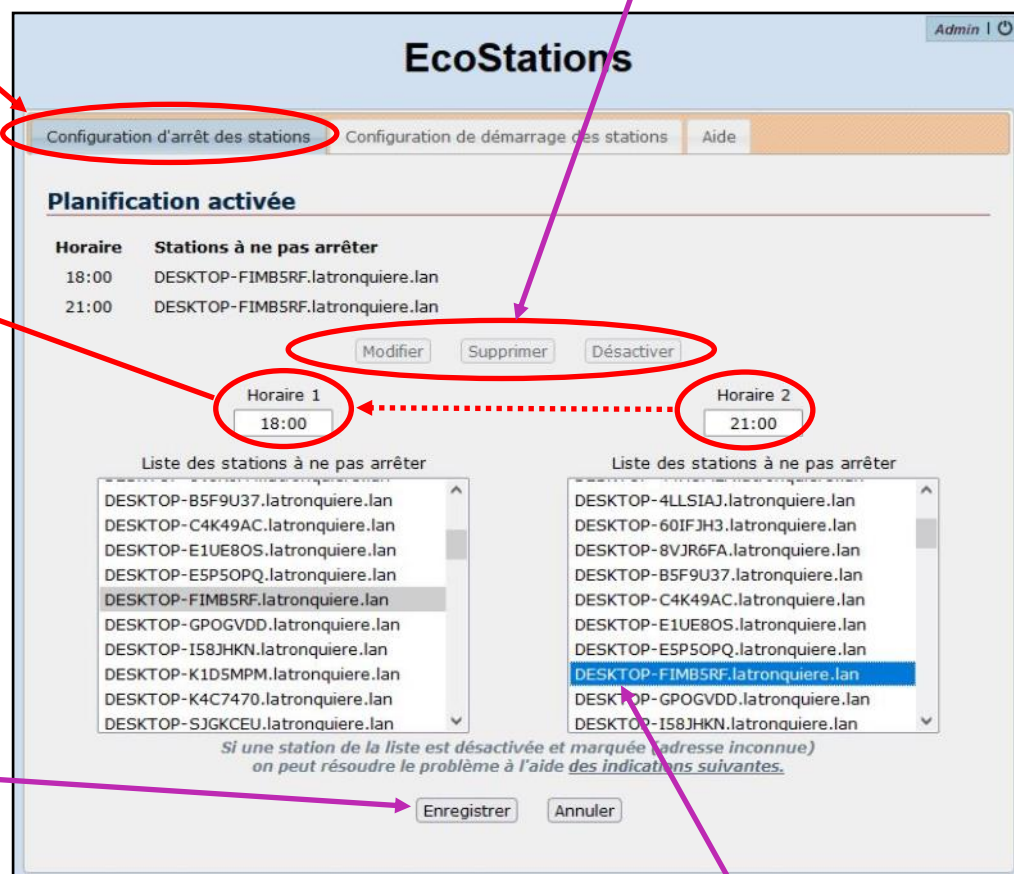 Admin |
EcoStations
Configuration d'arrêt des stations Configuration de démarrage des stations Aide
Planification activée
Horaire Stations à ne pas arrêter
18:00 DESKTOP-FIMB5RF.latronquiere.lan
21:00 DESKTOP-FIMB5RF.latronquiere.lan
Modifier Supprimer Désactiver
Horaire 1 Horaire 2
18:00 21:00
Liste des stations à ne pas arrêter Liste des stations à ne pas arrêter
DESKTOP-B5F9U37.latronquiere.lan DESKTOP-4LLSIAJ.latronquiere.lan
DESKTOP-C4K49AC.latronquiere.lan DESKTOP-60IFJH3.latronquiere.lan
DESKTOP-E1UE8OS.latronquiere.lan DESKTOP-8VJR6FA.latronquiere.lan
DESKTOP-E5P5OPQ.latronquiere.lan DESKTOP-B5F9U37.latronquiere.lan
DESKTOP-FIMB5RF.latronquiere.lan DESKTOP-C4K49AC.latronquiere.lan
DESKTOP-GPOGVDD.latronquiere.lan DESKTOP-E1UE8OS.latronquiere.lan
DESKTOP-I58JHKN.latronquiere.lan DESKTOP-E5P5OPQ.latronquiere.lan
DESKTOP-K1D5MPM.latronquiere.lan DESKTOP-FIMB5RF.latronquiere.lan
DESKTOP-K4C7470.latronquiere.lan DESKTOP-GPOGVDD.latronquiere.lan
DESKTOP-SJGKCEU.latronquiere.lan DESKTOP-I58JHKN.latronquiere.lan
Si une station de la liste est désactivée et marquée (adresse inconnue)
on peut résoudre le problème à l'aide des indications suivantes.
Enregistrer Annuler